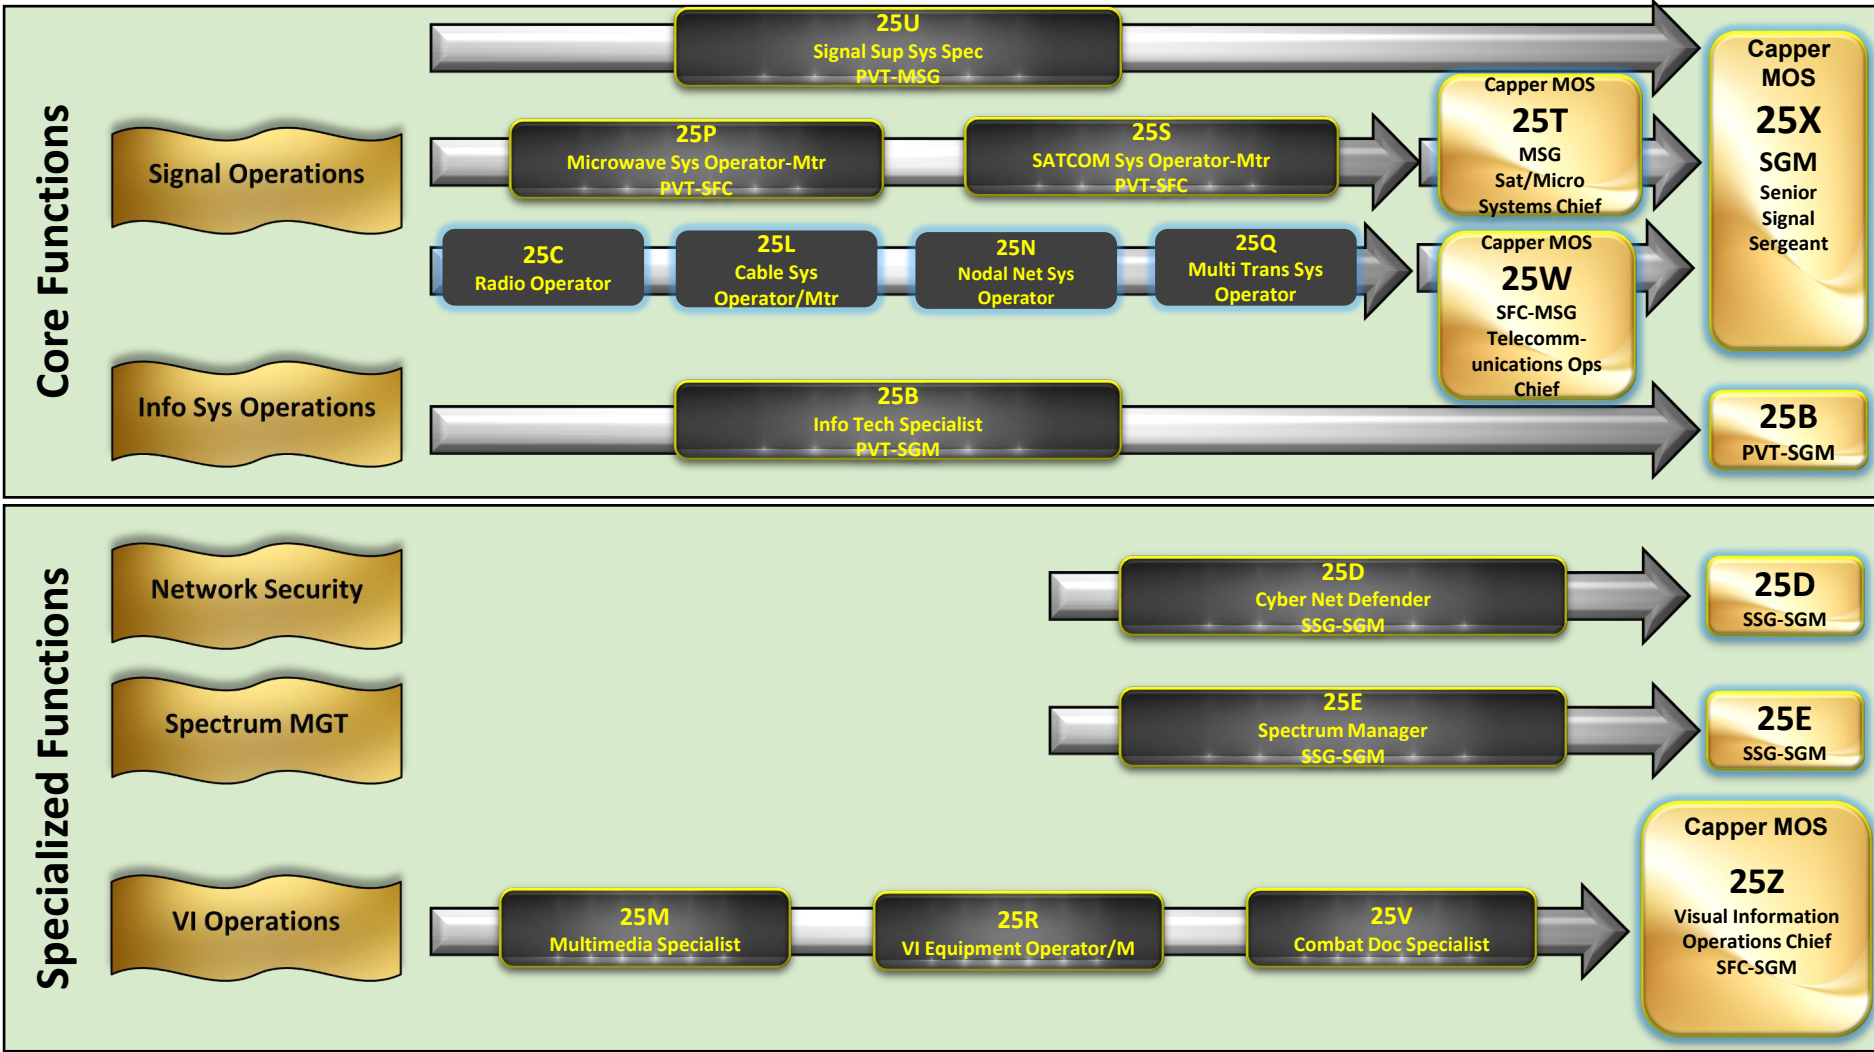 Core Functions
25U
Signal Sup Sys Spec
PVT-MSG
Signal Operations
25P
Microwave Sys Operator-Mtr
PVT-SFC
25S
SATCOM Sys Operator-Mtr
PVT-SFC
Capper MOS
25T
MSG
Sat/Micro
Systems Chief
Capper
MOS
25X
SGM
Senior
Signal
Sergeant
25C
Radio Operator
25L
Cable Sys
Operator/Mtr
25N
Nodal Net Sys
Operator
25Q
Multi Trans Sys
Operator
Capper MOS
25W
SFC-MSG
Telecomm-
unications Ops
Chief
Info Sys Operations
25B
Info Tech Specialist
PVT-SGM
25B
PVT-SGM
Specialized Functions
Network Security
25D
Cyber Net Defender
SSG-SGM
25D
SSG-SGM
Spectrum MGT
25E
Spectrum Manager
SSG-SGM
25E
SSG-SGM
VI Operations
25M
Multimedia Specialist
25R
VI Equipment Operator/M
25V
Combat Doc Specialist
Capper MOS
25Z
Visual Information
Operations Chief
SFC-SGM